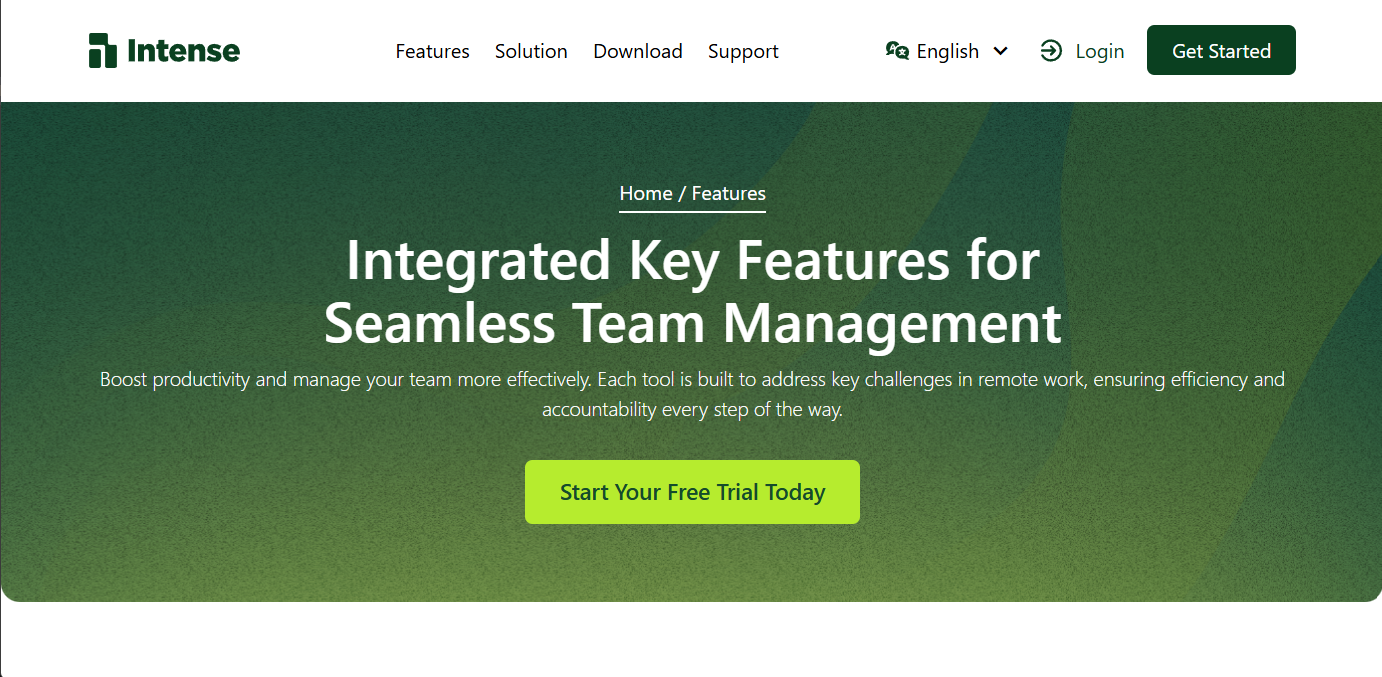 Intense
Features Solution Download Support
English
Login
Get Started
Home / Features
Integrated Key Features for
Seamless Team Management
Boost productivity and manage your team more effectively. Each tool is built to address key challenges in remote work, ensuring efficiency and
accountability every step of the way.
Start Your Free Trial Today